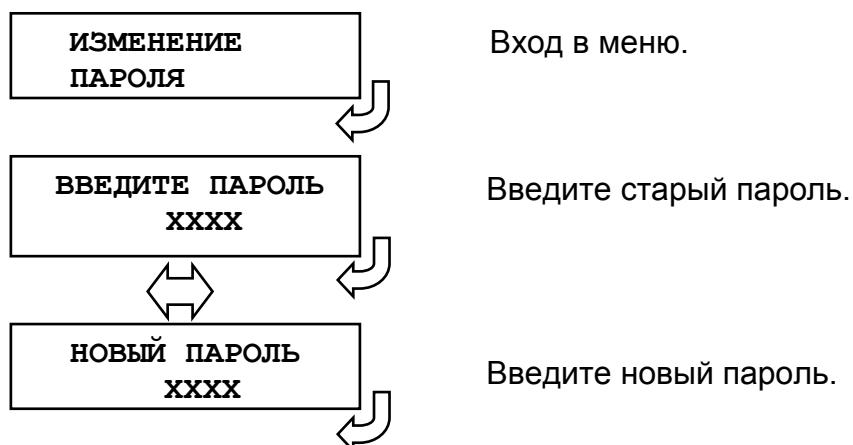 ИЗМЕНЕНИЕ
ПАРОЛЯ
Вход в меню.
ВВЕДИТЕ ПАРОЛЬ
XXXX
Введите старый пароль.
НОВЫЙ ПАРОЛЬ
XXXX
Введите новый пароль.